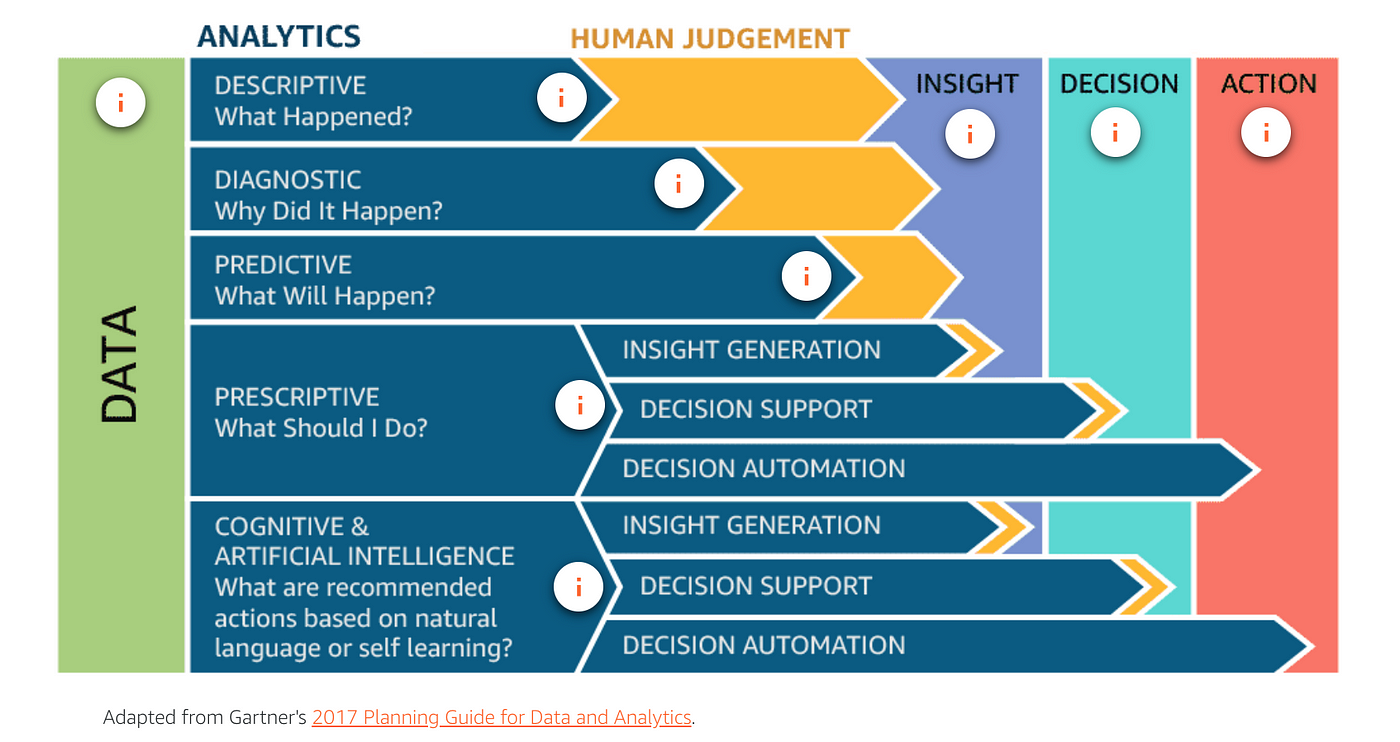 ANALYTICS
HUMAN JUDGEMENT
DESCRIPTIVE
What Happened?
i
i
INSIGHT
i
DECISION
i
ACTION
i
DIAGNOSTIC
Why Did It Happen?
i
PREDICTIVE
What Will Happen?
i
DATA
PRESCRIPTIVE
What Should I Do?
i
INSIGHT GENERATION
DECISION SUPPORT
DECISION AUTOMATION
COGNITIVE &
ARTIFICIAL INTELLIGENCE
What are recommended
actions based on natural
language or self learning?
i
INSIGHT GENERATION
DECISION SUPPORT
DECISION AUTOMATION
Adapted from Gartner's 2017 Planning Guide for Data and Analytics.